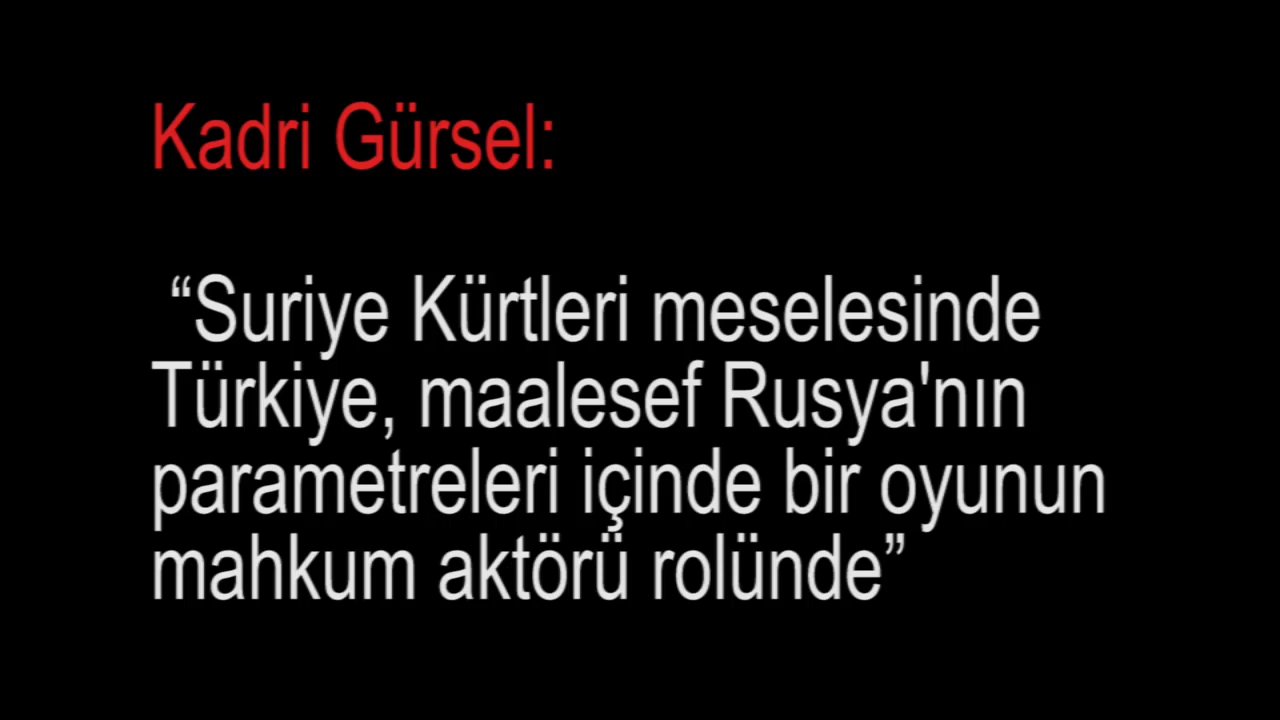 Kadri Gürsel:
“Suriye Kürtleri meselesinde
Türkiye, maalesef Rusya'nın
parametreleri içinde bir oyunun
mahkum aktörü rolünde”